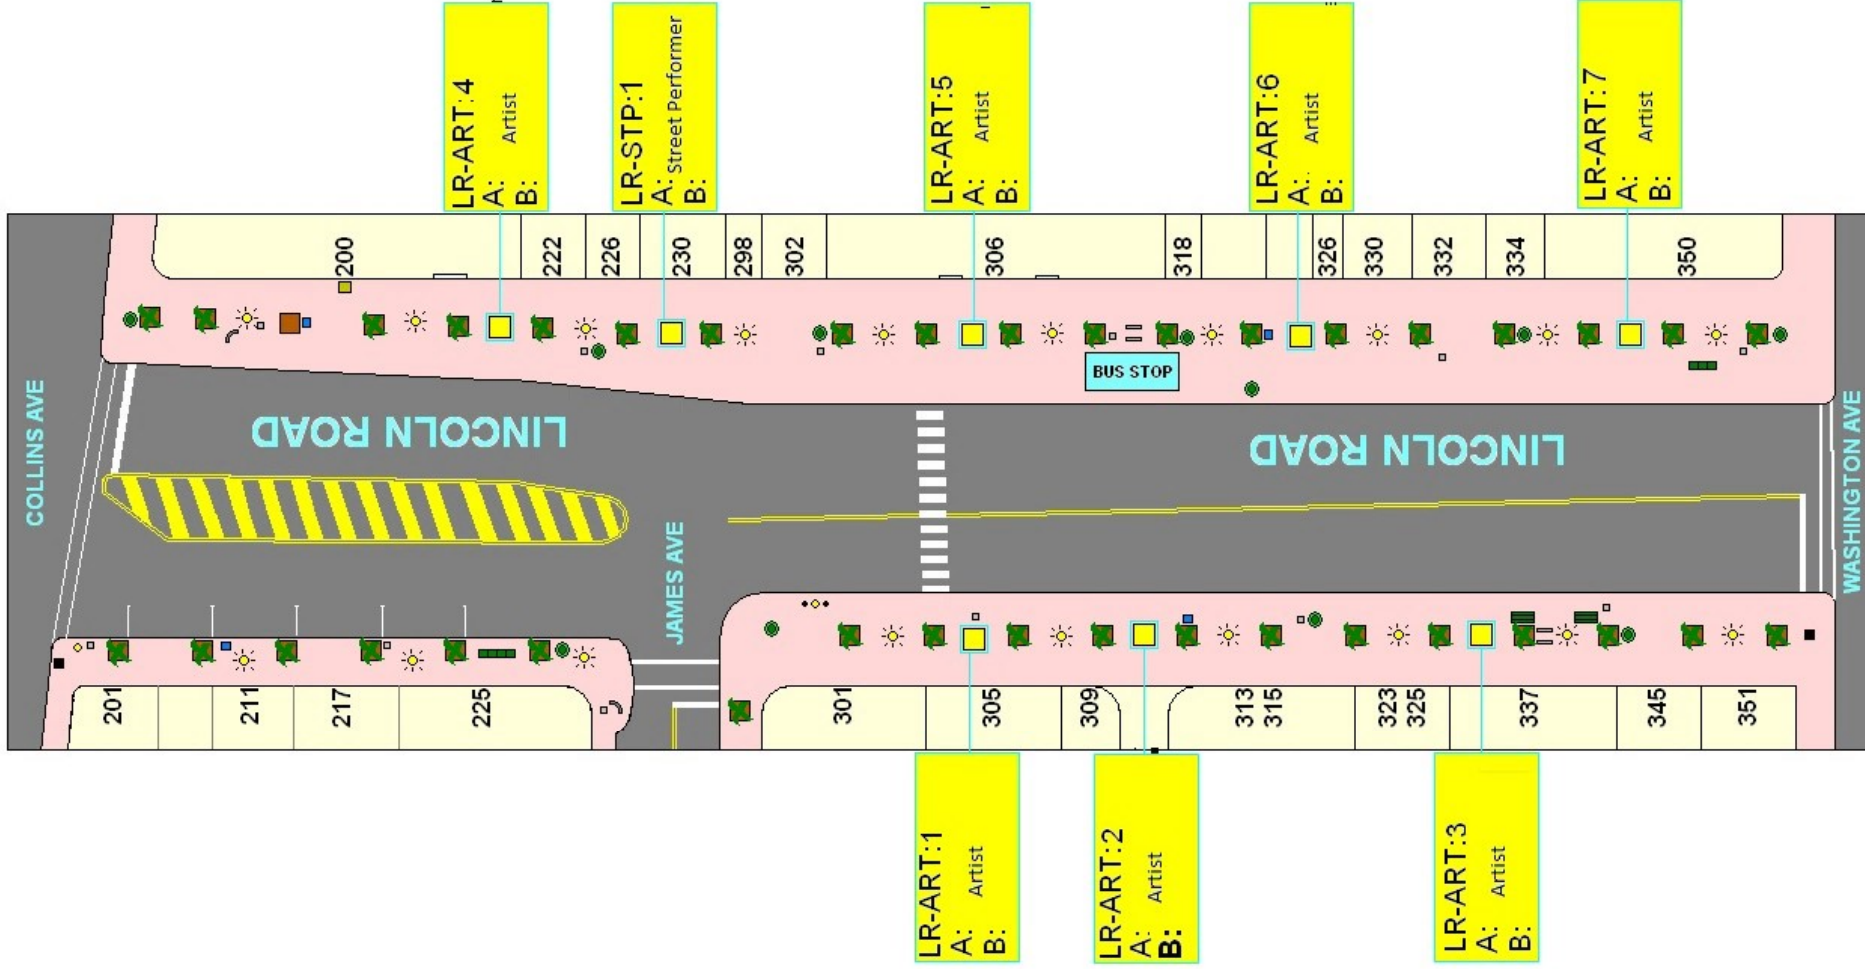 LR-ART:4
A:
Artist
B:
LR-STP:1
A: Street Performer
B:
LR-ART:5
A:
Artist
B:
LR-ART:6
A:.
Artist
B:
LR-ART:7
A:
Artist
B:
200
222
226
230
298
302
306
318
326
330
332
334
350
BUS STOP
COLLINS AVE
LINCOLN ROAD
LINCOLN ROAD
JAMES AVE
WASHINGTON AVE
201
211
217
225
301
305
309
313
315
323
325
337
345
351
LR-ART:1
A:
Artist
B:
LR-ART:2
A:
Artist
B:
LR-ART:3
A:
Artist
B: